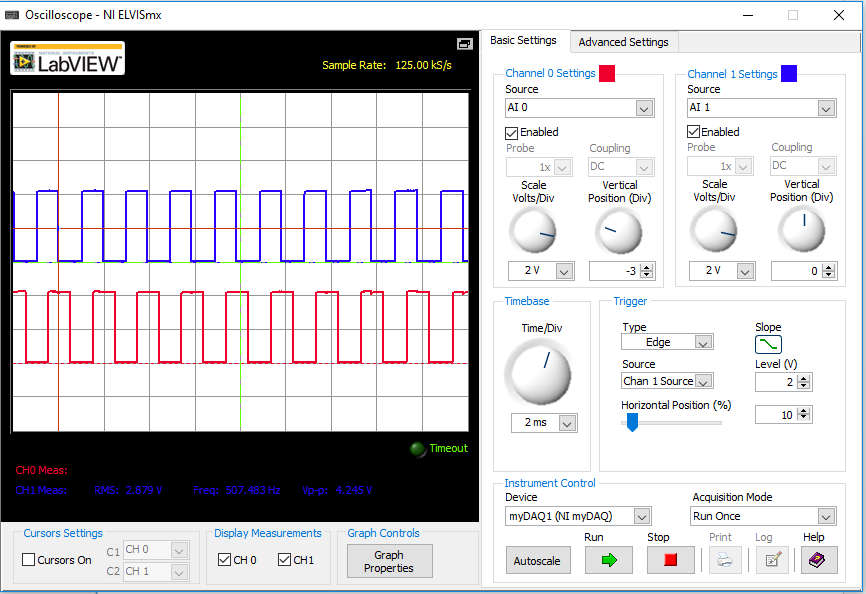 Oscilloscope - NI ELVISmx
POWERED BY
NATIONAL INSTRUMENTS
LabVIEW™
Sample Rate: 125.00 kS/s
CH0 Meas:
CH1 Meas: RMS: 2.879 V Freq: 507.483 Hz Vp-p: 4.245 V
Timeout
Cursors Settings
Cursors On
C1 CH 0
C2 CH 1
Display Measurements
CH 0 CH1
Graph Controls
Graph
Properties
Basic Settings Advanced Settings
Channel 0 Settings
Source
AI 0
Enabled
Probe Coupling
1x DC
Scale Vertical
Volts/Div Position (Div)
2 V -3
Channel 1 Settings
Source
AI 1
Enabled
Probe Coupling
1x DC
Scale Vertical
Volts/Div Position (Div)
2 V 0
Timebase
Time/Div
2 ms
Trigger
Type Slope
Edge
Source Level (V)
Chan 1 Source 2
Horizontal Position (%)
10
Instrument Control
Device Acquisition Mode
myDAQ1 (NI myDAQ) Run Once
Run Stop Print Log Help
Autoscale